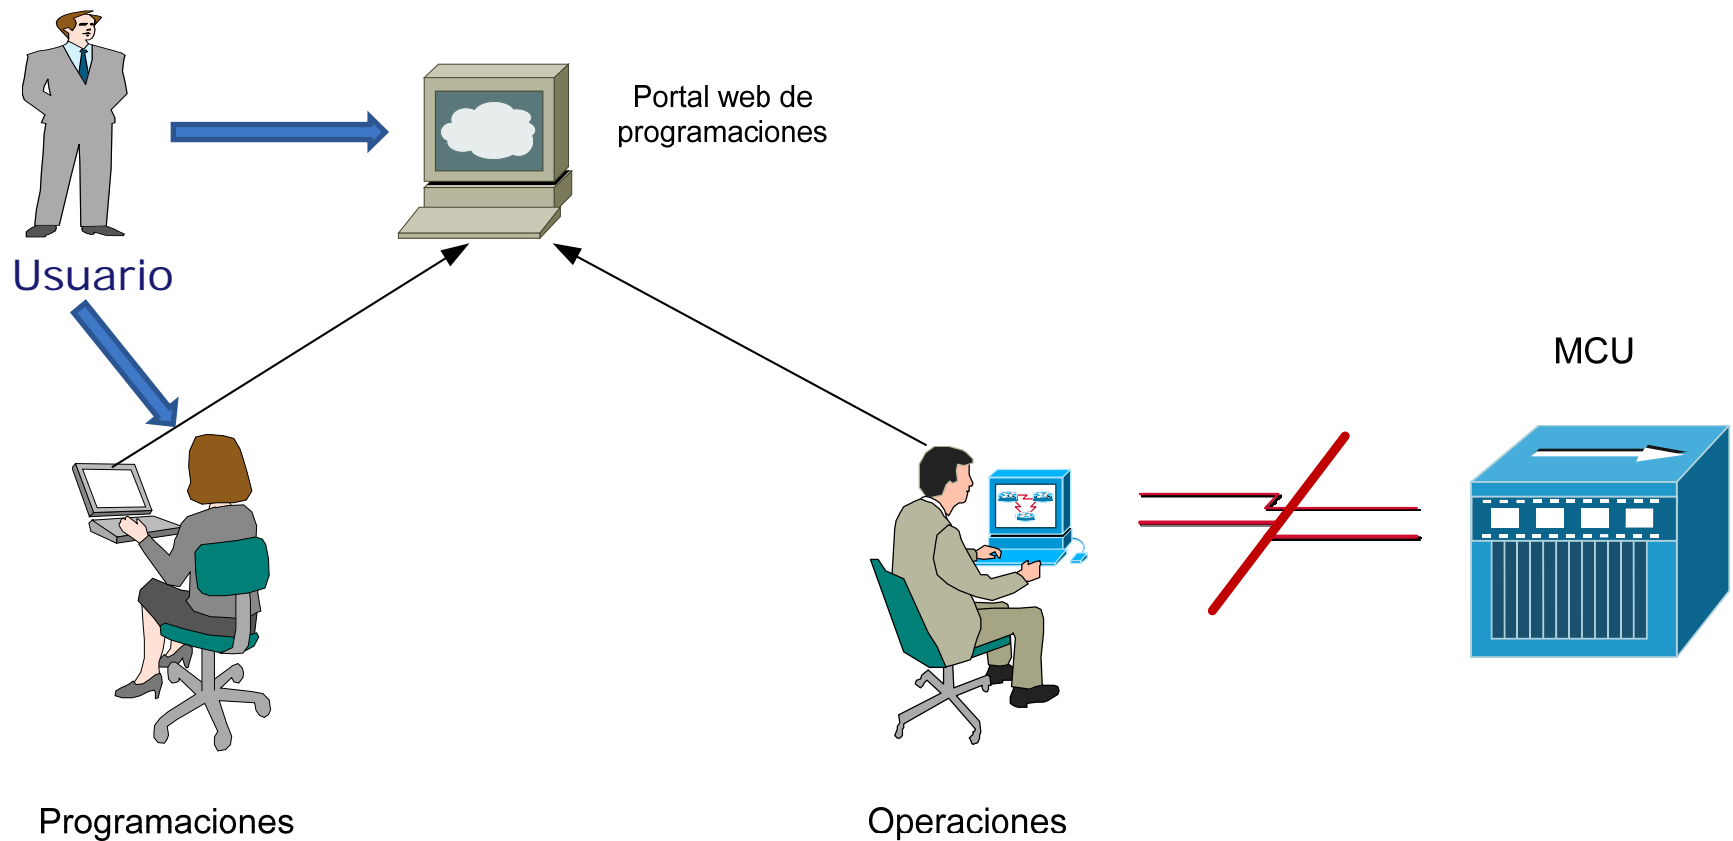 Portal web de
programaciones
Usuario
MCU
Programaciones
Operaciones